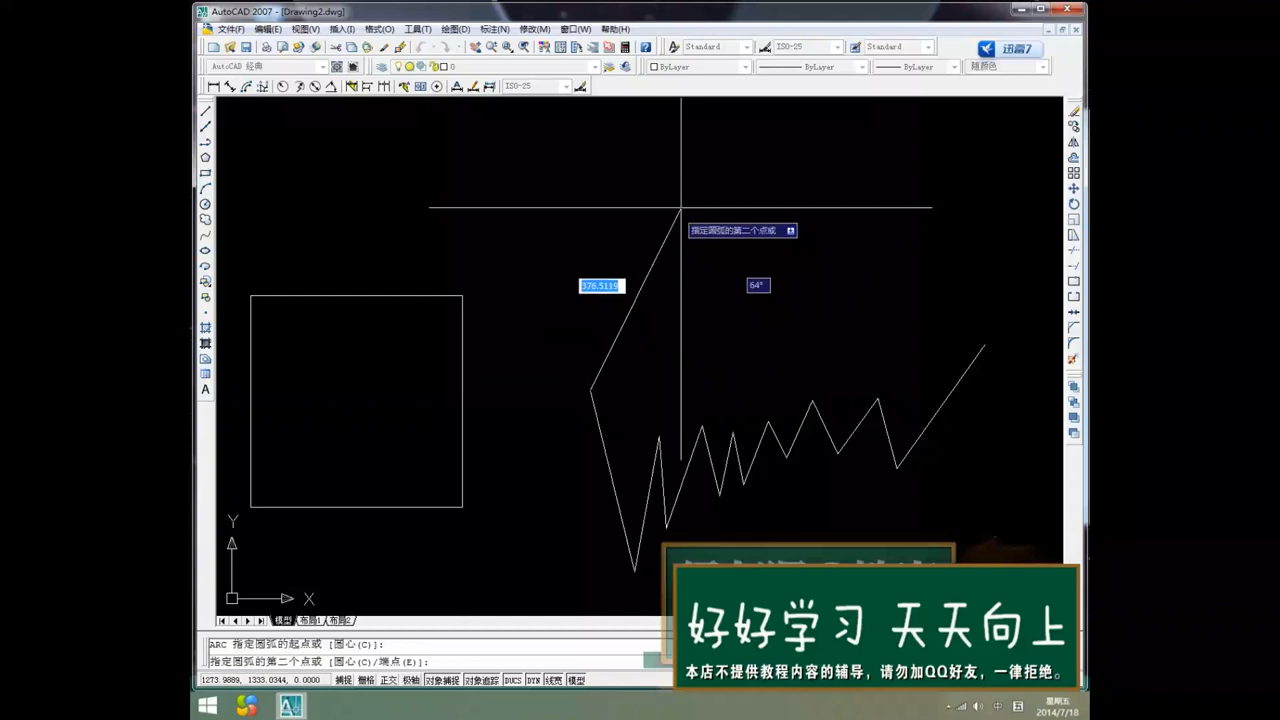 AutoCAD 2007 - [Drawing2.dwg]
文件(F) 编辑(E) 视图(V) 插入(I) 格式(O) 工具(T) 绘图(D) 标注(N) 修改(M) 窗口(W) 帮助(H)
Standard ISO-25 Standard
迅雷7
AutoCAD 经典 0 ByLayer ByLayer ByLayer 随颜色
ISO-25
指定圆弧的第二个点或
376.5119
64°
A
Y
X
模型 布局1 布局2
ARC 指定圆弧的起点或 [圆心(C)]:
指定圆弧的第二个点或 [圆心(C)/端点(E)]:
1273.9889, 1333.0344, 0.0000 捕捉 栅格 正交 极轴 对象捕捉 对象追踪 DUCS DYN 线宽 模型
好好学习 天天向上
本店不提供教程内容的辅导，请勿加QQ好友，一律拒绝。
中 五
星期五
2014/7/18